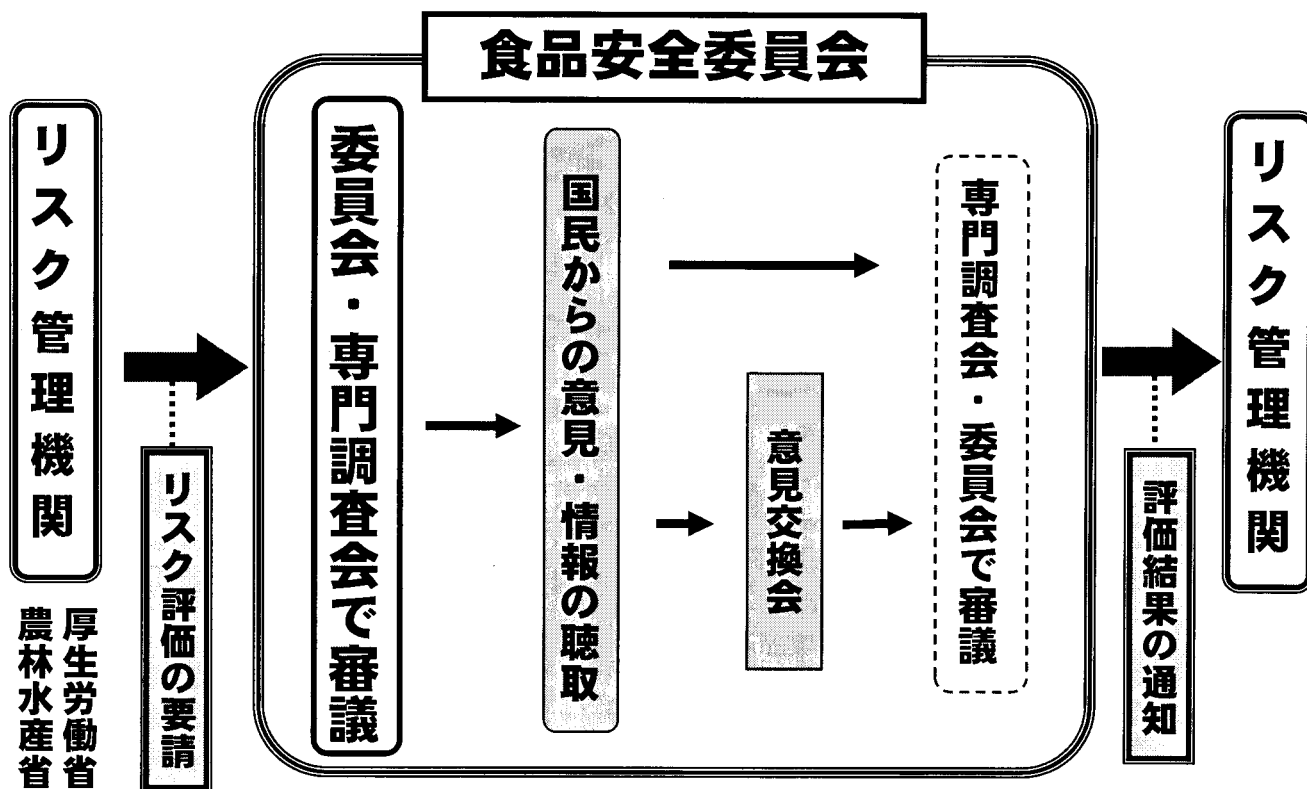 食品安全委員会
リスク管理機関
厚生労働省
農林水産省
リスク評価の要請
委員会・専門調査会で審議
国民からの意見・情報の聴取
意見交換会
専門調査会・委員会で審議
評価結果の通知
リスク管理機関